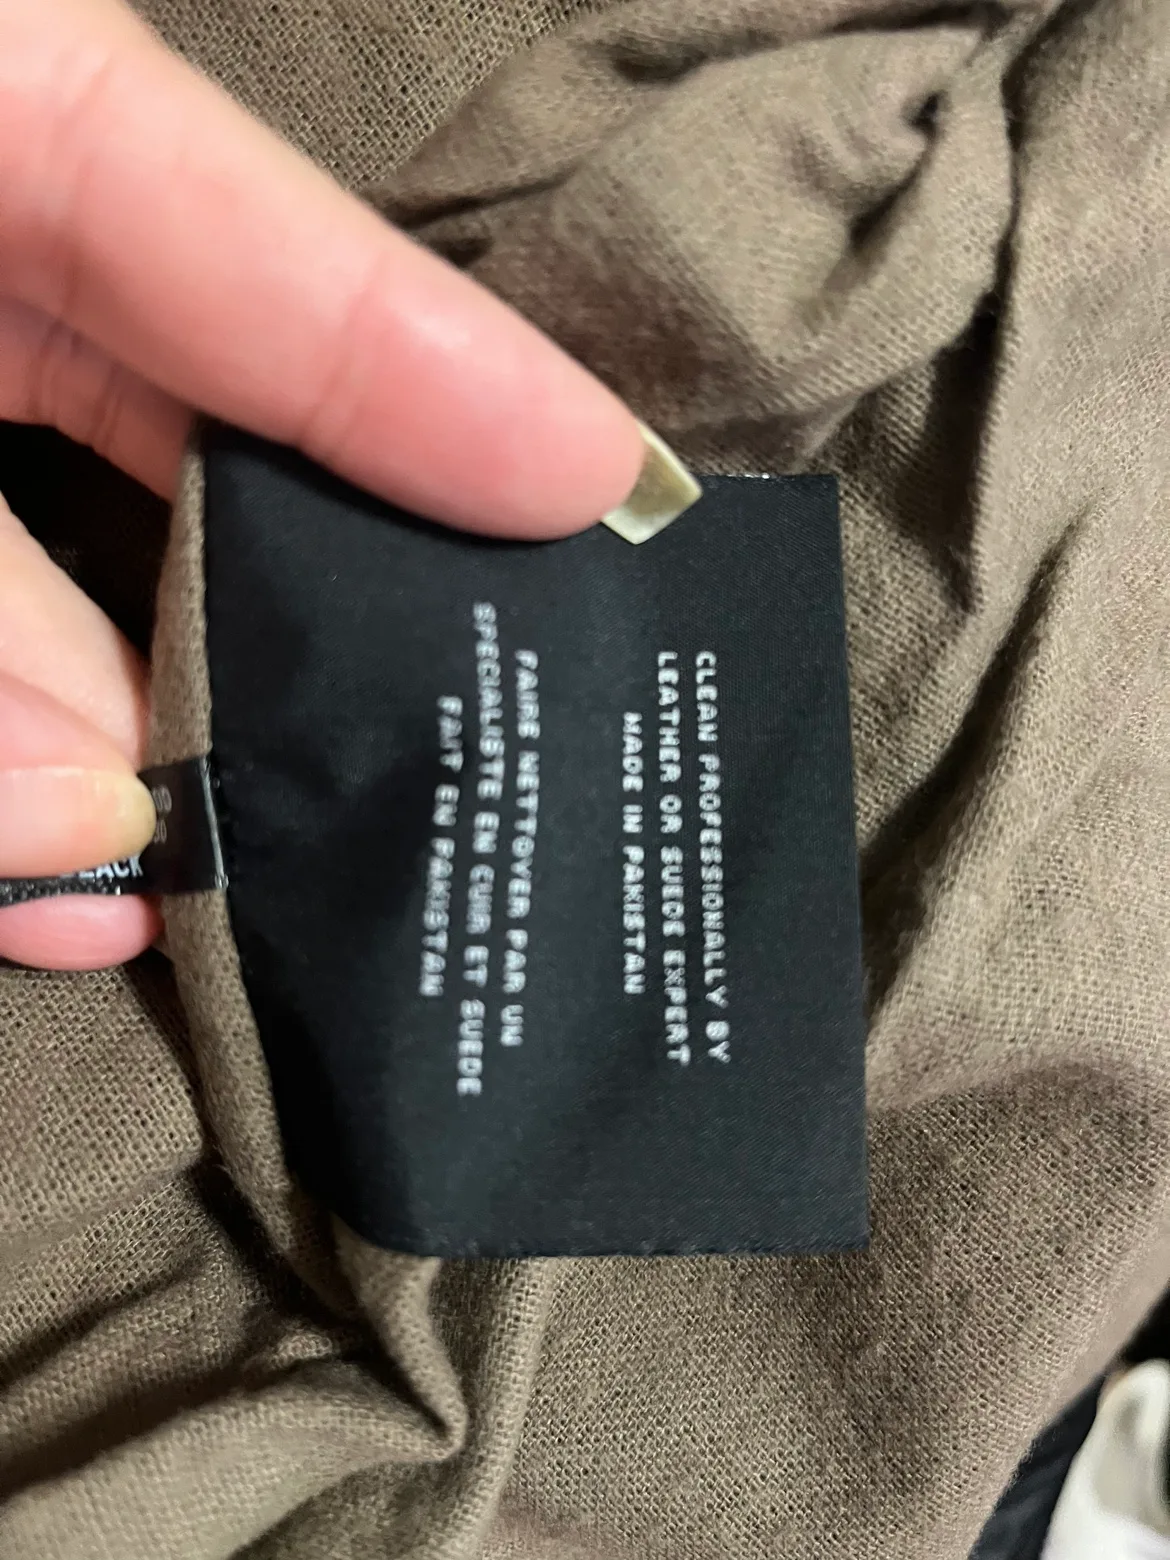 CLEAN PROFESSIONALLY BY
LEATHER OR SUEDE EXPERT
MADE IN PAKISTAN
FAIRE NETTOYER PAR UN
SPECIALISTE EN CUIR ET SUEDE
FAIT EN PAKISTAN